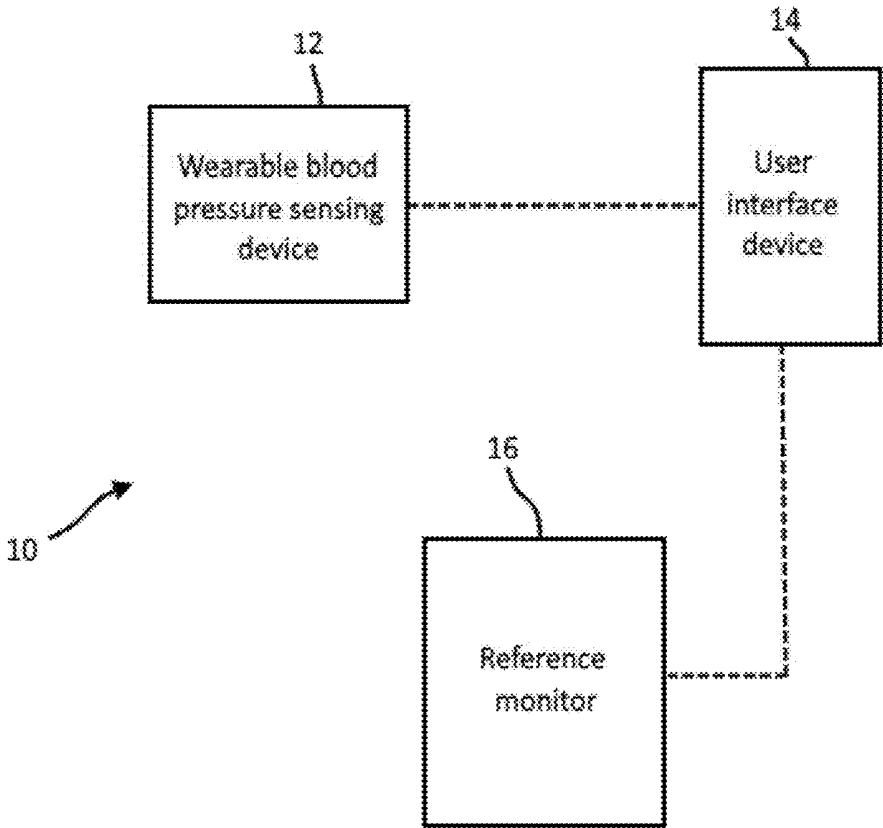 12
14
Wearable blood
pressure sensing
device
User
interface
device
16
10
Reference
monitor